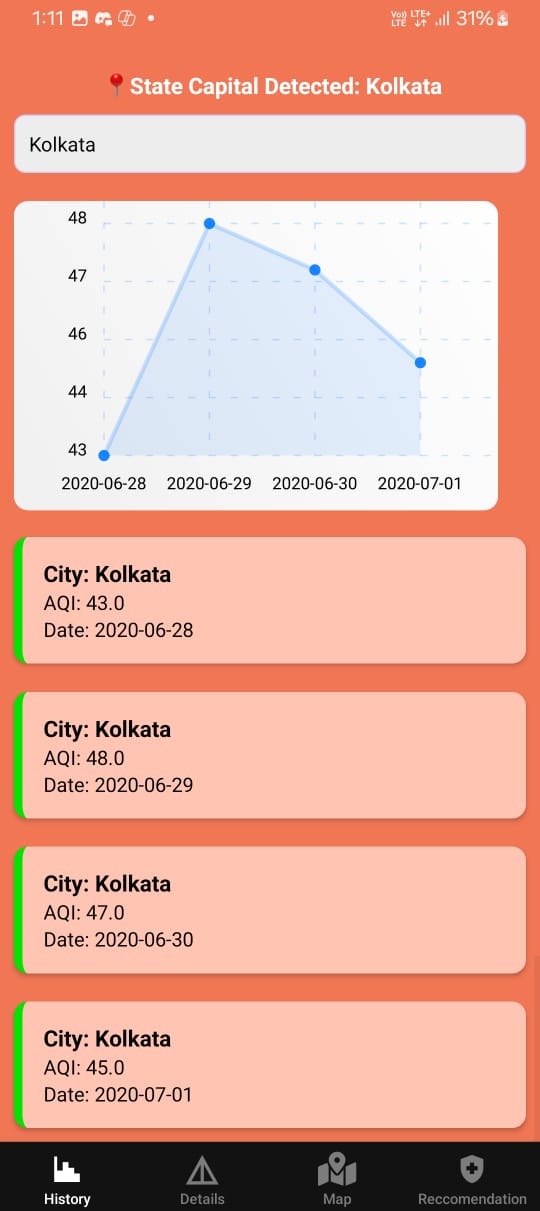 1:11
Vo)) LTE+
LTE
31%
State Capital Detected: Kolkata
Kolkata
48
47
46
44
43
2020-06-28 2020-06-29 2020-06-30 2020-07-01
City: Kolkata
AQI: 43.0
Date: 2020-06-28
City: Kolkata
AQI: 48.0
Date: 2020-06-29
City: Kolkata
AQI: 47.0
Date: 2020-06-30
City: Kolkata
AQI: 45.0
Date: 2020-07-01
History Details Map Reccomendation